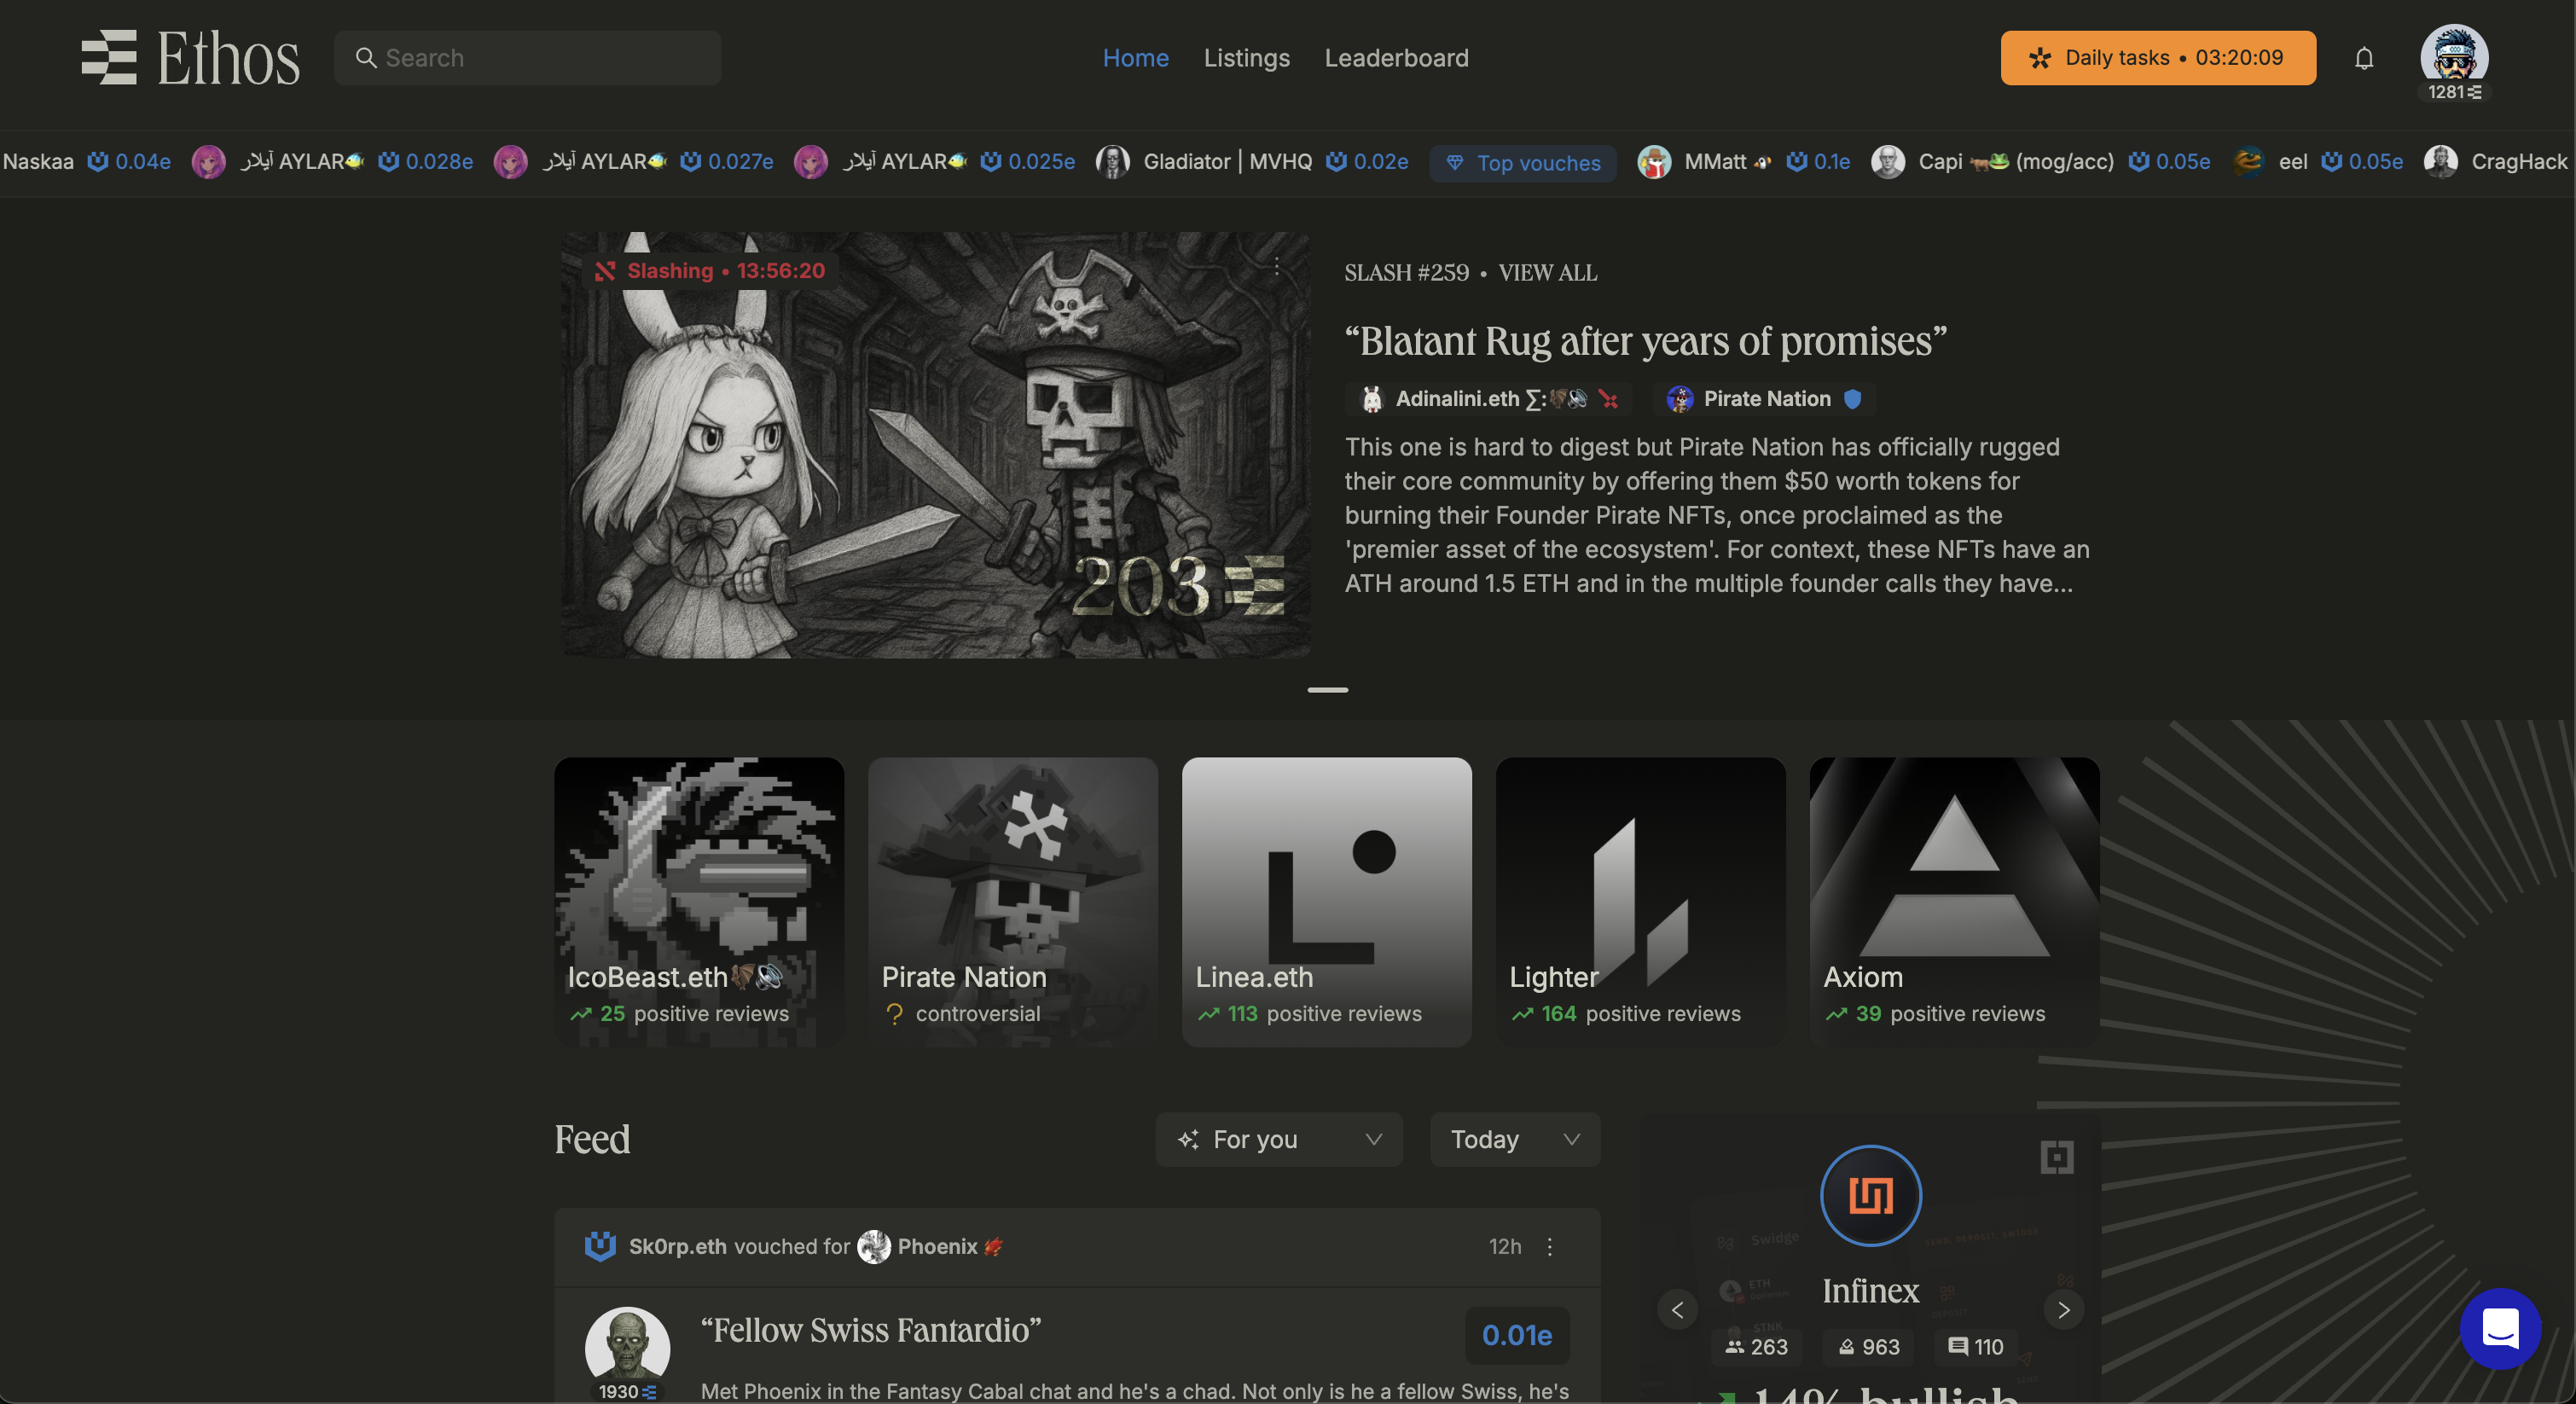 Ethos
Search
Home
Listings
Leaderboard
Daily tasks • 03:20:09
1281
Naskaa 0.04e آیلار AYLAR🐠 0.028e آیلار AYLAR🐠 0.027e آیلار AYLAR🐠 0.025e Gladiator | MVHQ 0.02e Top vouches MMatt 0.1e Capi 🐂🐸 (mog/acc) 0.05e eel 0.05e CragHack
Slashing • 13:56:20
203
SLASH #259 • VIEW ALL
“Blatant Rug after years of promises”
Adinalini.eth ∑:🐗🔊 Pirate Nation
This one is hard to digest but Pirate Nation has officially rugged
their core community by offering them $50 worth tokens for
burning their Founder Pirate NFTs, once proclaimed as the
'premier asset of the ecosystem'. For context, these NFTs have an
ATH around 1.5 ETH and in the multiple founder calls they have...
IcoBeast.eth🐗🔊
25 positive reviews
Pirate Nation
? controversial
Linea.eth
113 positive reviews
Lighter
164 positive reviews
Axiom
39 positive reviews
Feed
For you
Today
Sk0rp.eth vouched for Phoenix
12h
“Fellow Swiss Fantardio”
0.01e
1930
Met Phoenix in the Fantasy Cabal chat and he's a chad. Not only is he a fellow Swiss, he's
Swidge
SEND, DEPOSIT, SWIDGE
ETH
DEPOSIT
STNK
Infinex
263 963 110
14% bullish